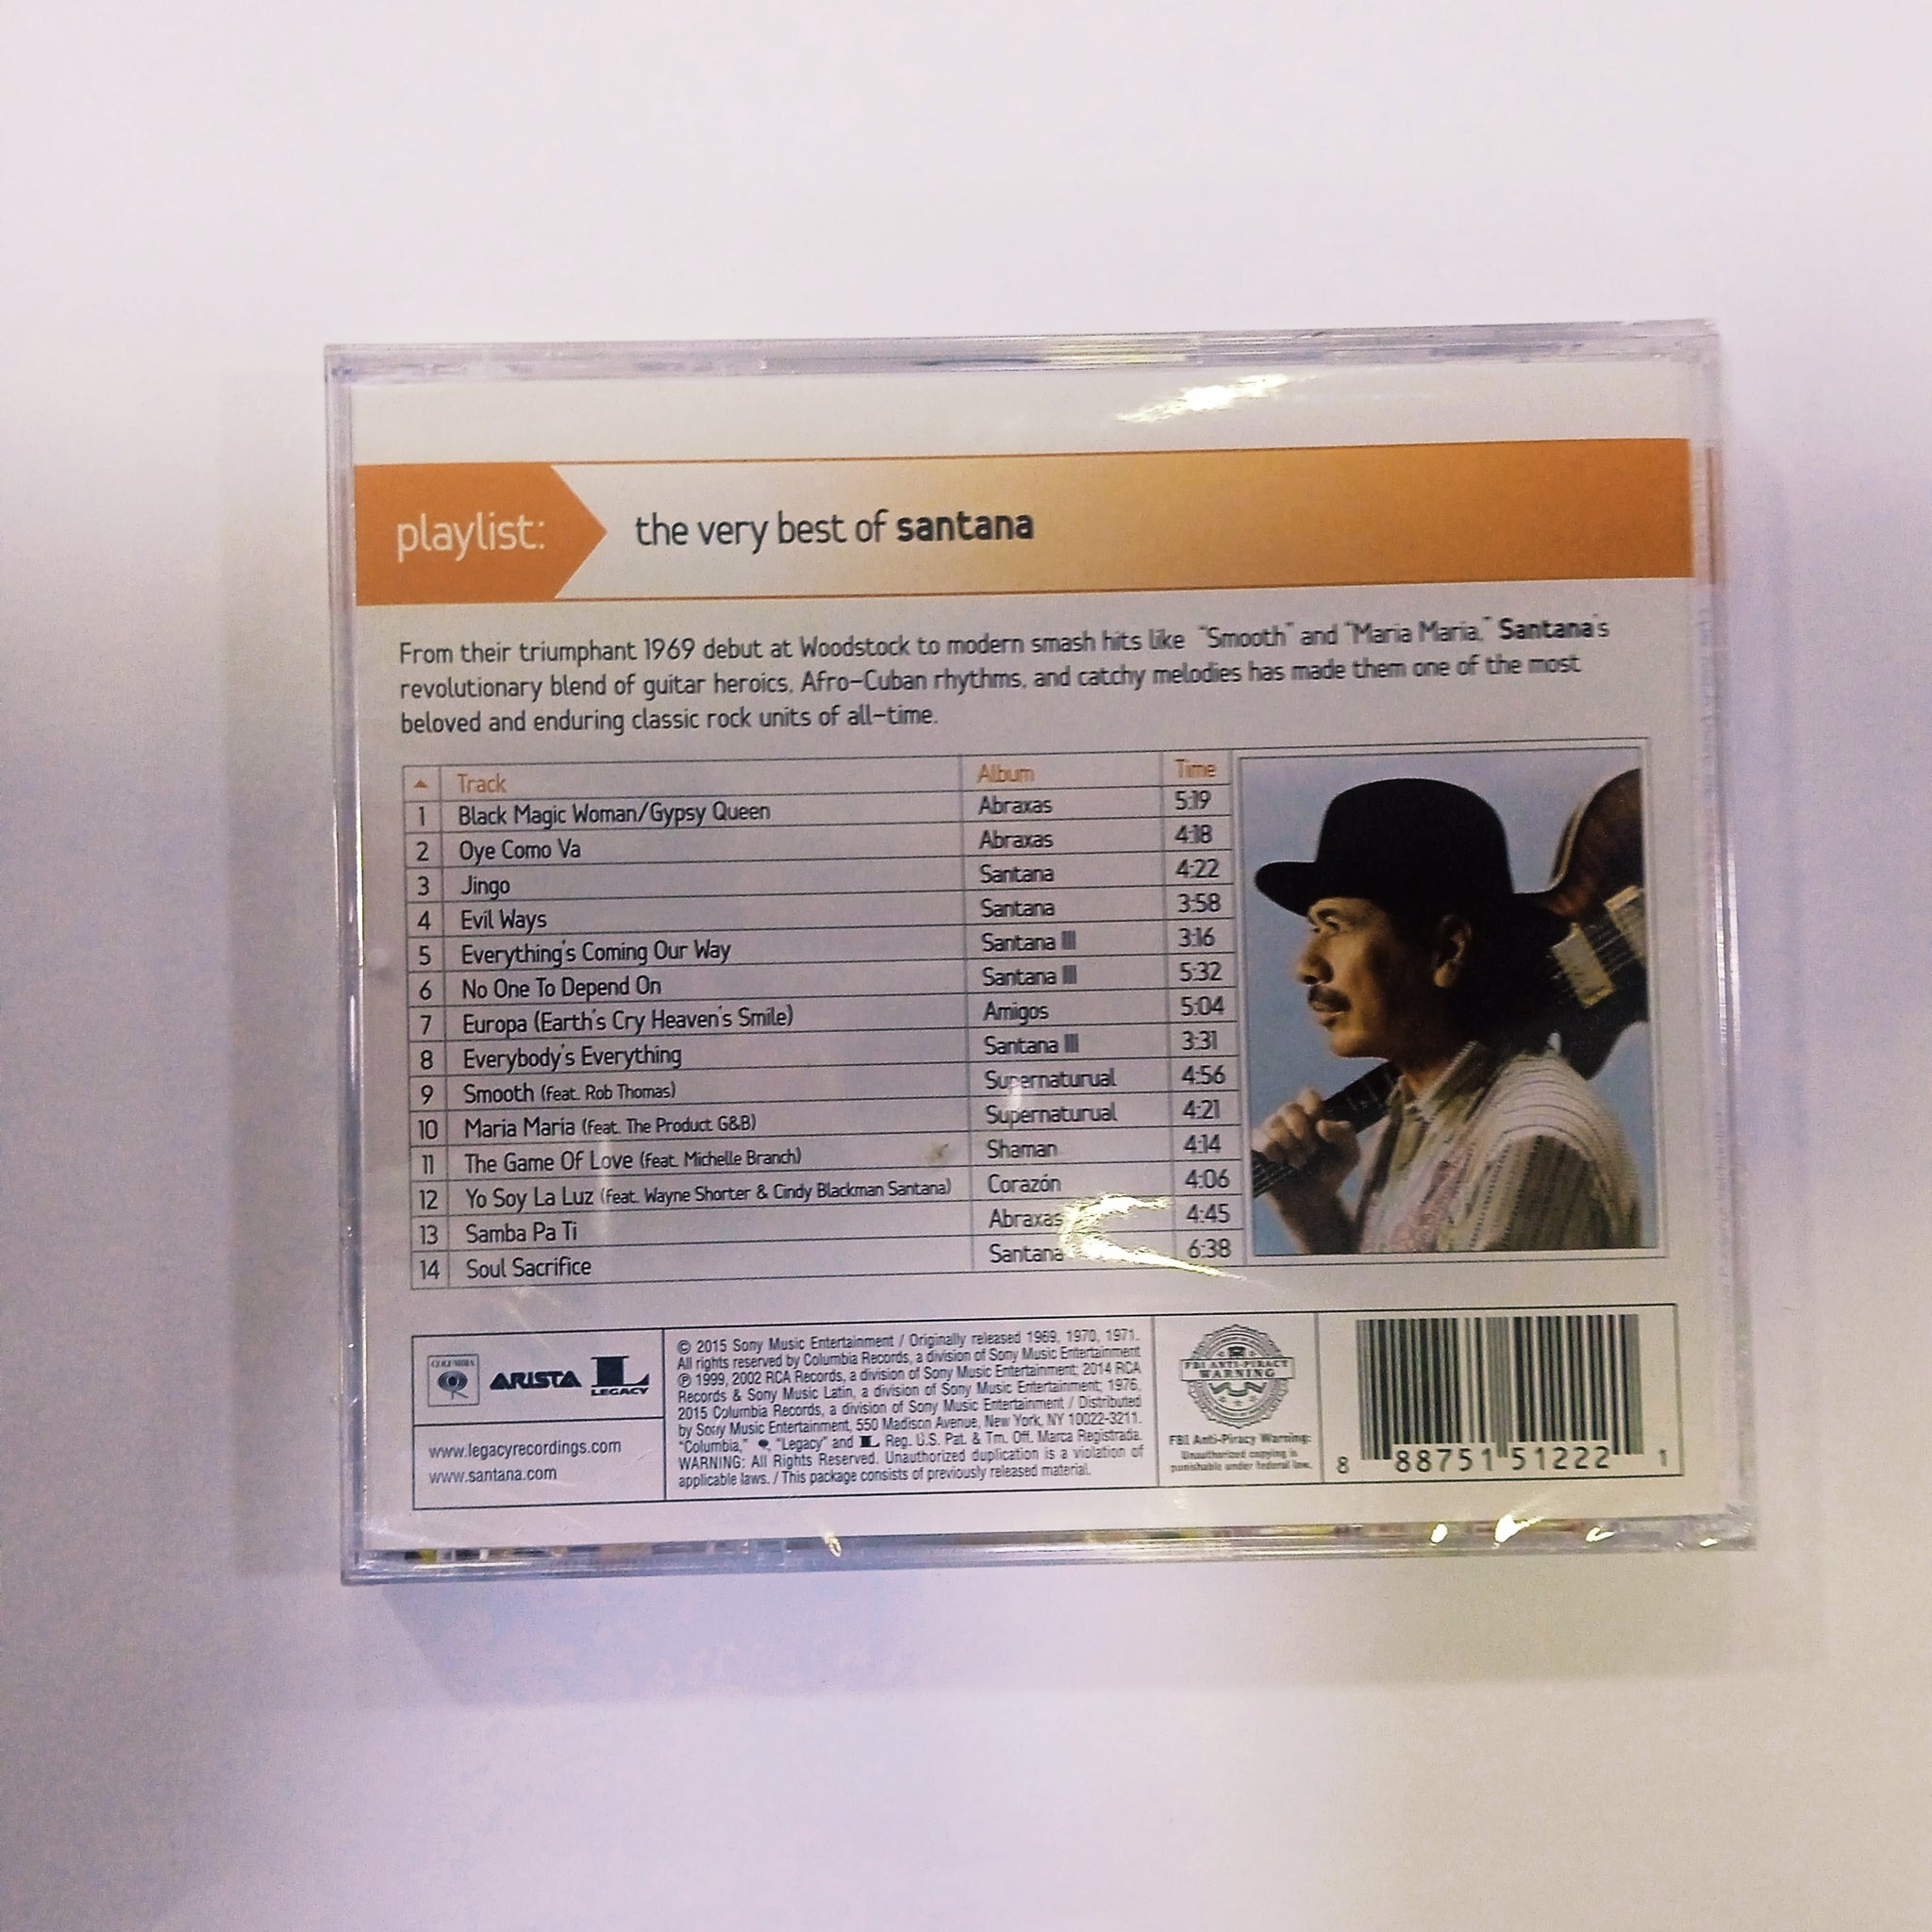 playlist: the very best of santana
From their triumphant 1969 debut at Woodstock to modern smash hits like "Smooth" and "Maria Maria," Santana's
revolutionary blend of guitar heroics, Afro-Cuban rhythms, and catchy melodies has made them one of the most
beloved and enduring classic rock units of all-time.
Track Album Time
1 Black Magic Woman/Gypsy Queen Abraxas 5:19
2 Oye Como Va Abraxas 4:18
3 Jingo Santana 4:22
4 Evil Ways Santana 3:58
5 Everything's Coming Our Way Santana III 3:16
6 No One To Depend On Santana III 5:32
7 Europa (Earth's Cry Heaven's Smile) Amigos 5:04
8 Everybody's Everything Santana III 3:31
9 Smooth (feat. Rob Thomas) Supernaturual 4:56
10 Maria Maria (feat. The Product G&B) Supernaturual 4:21
11 The Game Of Love (feat. Michelle Branch) Shaman 4:14
12 Yo Soy La Luz (feat. Wayne Shorter & Cindy Blackman Santana) Corazón 4:06
13 Samba Pa Ti Abraxas 4:45
14 Soul Sacrifice Santana 6:38
COLUMBIA
ARISTA
L
LEGACY
www.legacyrecordings.com
www.santana.com
© 2015 Sony Music Entertainment / Originally released 1969, 1970, 1971.
All rights reserved by Columbia Records, a division of Sony Music Entertainment
℗ 1999, 2002 RCA Records, a division of Sony Music Entertainment; 2014 RCA
Records & Sony Music Latin, a division of Sony Music Entertainment; 1976,
2015 Columbia Records, a division of Sony Music Entertainment / Distributed
by Sony Music Entertainment, 550 Madison Avenue, New York, NY 10022-3211.
"Columbia," "Legacy" and L Reg. U.S. Pat. & Tm. Off. Marca Registrada.
WARNING: All Rights Reserved. Unauthorized duplication is a violation of
applicable laws. / This package consists of previously released material.
FBI ANTI-PIRACY
WARNING
FBI Anti-Piracy Warning:
Unauthorized copying is
punishable under federal law.
8 88751 51222 1